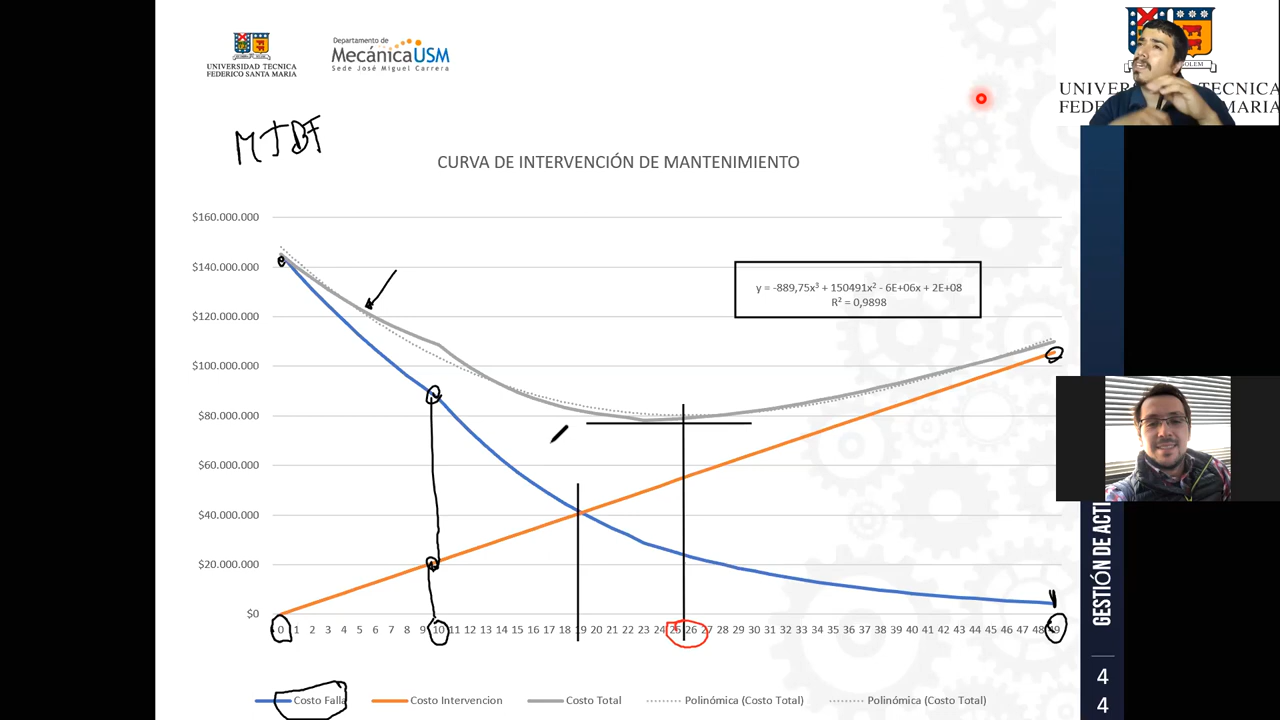 UNIVERSIDAD TECNICA
FEDERICO SANTA MARIA
Departamento de
MecánicaUSM
Sede José Miguel Carrera
MTBF
CURVA DE INTERVENCIÓN DE MANTENIMIENTO
$160.000.000
$140.000.000
$120.000.000
$100.000.000
$80.000.000
$60.000.000
$40.000.000
$20.000.000
$0
y = -889,75x³ + 150491x² - 6E+06x + 2E+08
R² = 0,9898
0 1 2 3 4 5 6 7 8 9 10 11 12 13 14 15 16 17 18 19 20 21 22 23 24 25 26 27 28 29 30 31 32 33 34 35 36 37 38 39 40 41 42 43 44 45 46 47 48 49
Costo Falla Costo Intervencion Costo Total Polinómica (Costo Total) Polinómica (Costo Total)
UNIVER TECNICA
FEDE MARIA
GESTIÓN DE ACTI
4
4